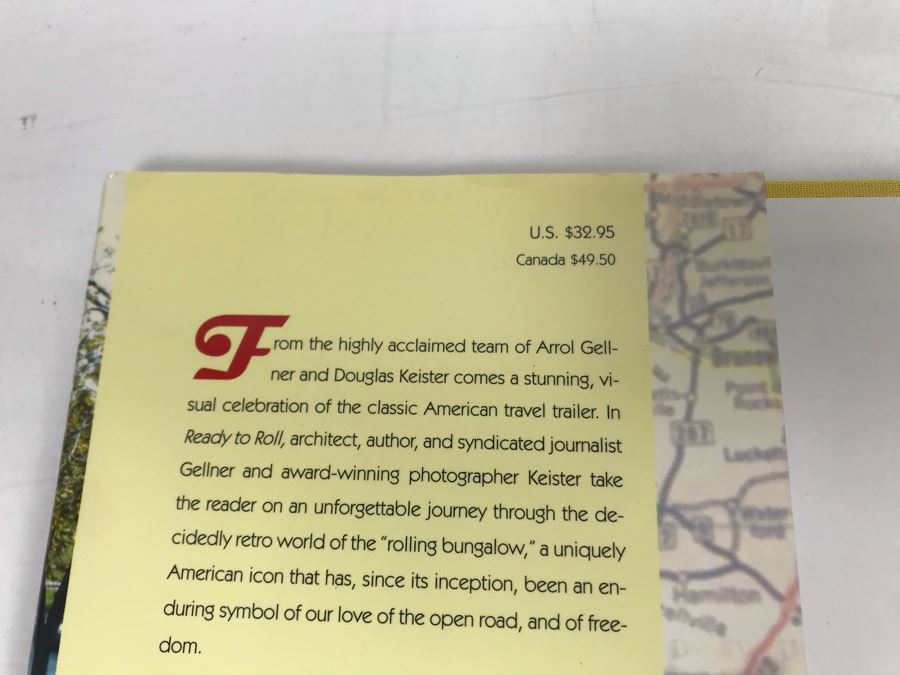 U.S. $32.95
Canada $49.50
From the highly acclaimed team of Arrol Gell-
ner and Douglas Keister comes a stunning, vi-
sual celebration of the classic American travel trailer. In
Ready to Roll, architect, author, and syndicated journalist
Gellner and award-winning photographer Keister take
the reader on an unforgettable journey through the de-
cidedly retro world of the “rolling bungalow,” a uniquely
American icon that has, since its inception, been an en-
during symbol of our love of the open road, and of free-
dom.
17
Jefferson
287
Hamilton